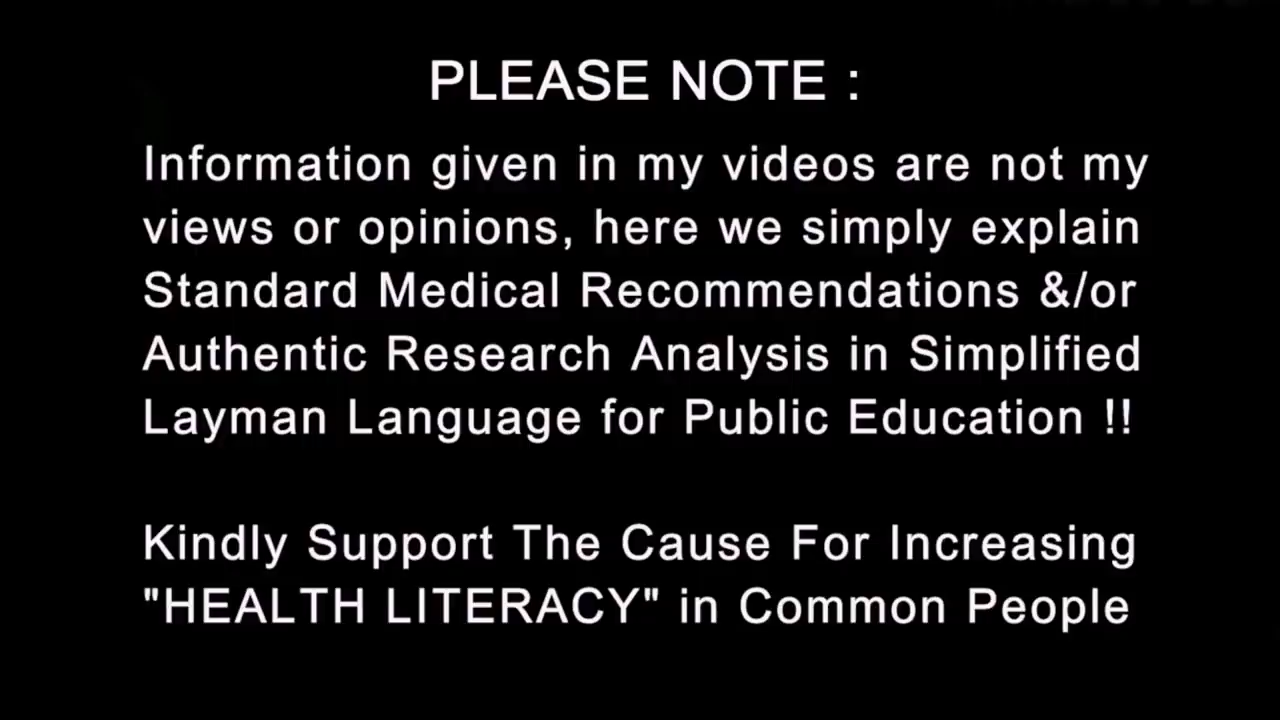 PLEASE NOTE :
Information given in my videos are not my
views or opinions, here we simply explain
Standard Medical Recommendations &/or
Authentic Research Analysis in Simplified
Layman Language for Public Education !!
Kindly Support The Cause For Increasing
"HEALTH LITERACY" in Common People